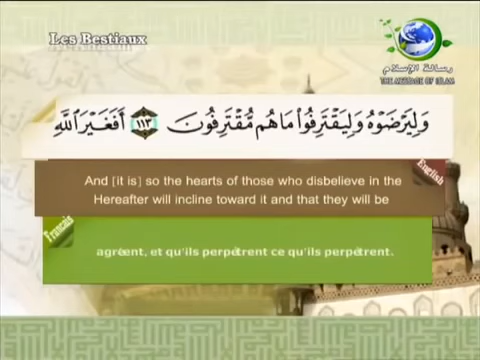 Les Bestiaux
رسالة الإسلام
THE MESSAGE OF ISLAM
وَلِيَرْضَوْهُ وَلِيَقْتَرِفُوا۟ مَا هُم مُّقْتَرِفُونَ ١١٣ أَفَغَيْرَ ٱللَّهِ
English
And [it is] so the hearts of those who disbelieve in the
Hereafter will incline toward it and that they will be
Francais
agréent, et qu'ils perpètrent ce qu'ils perpètrent.